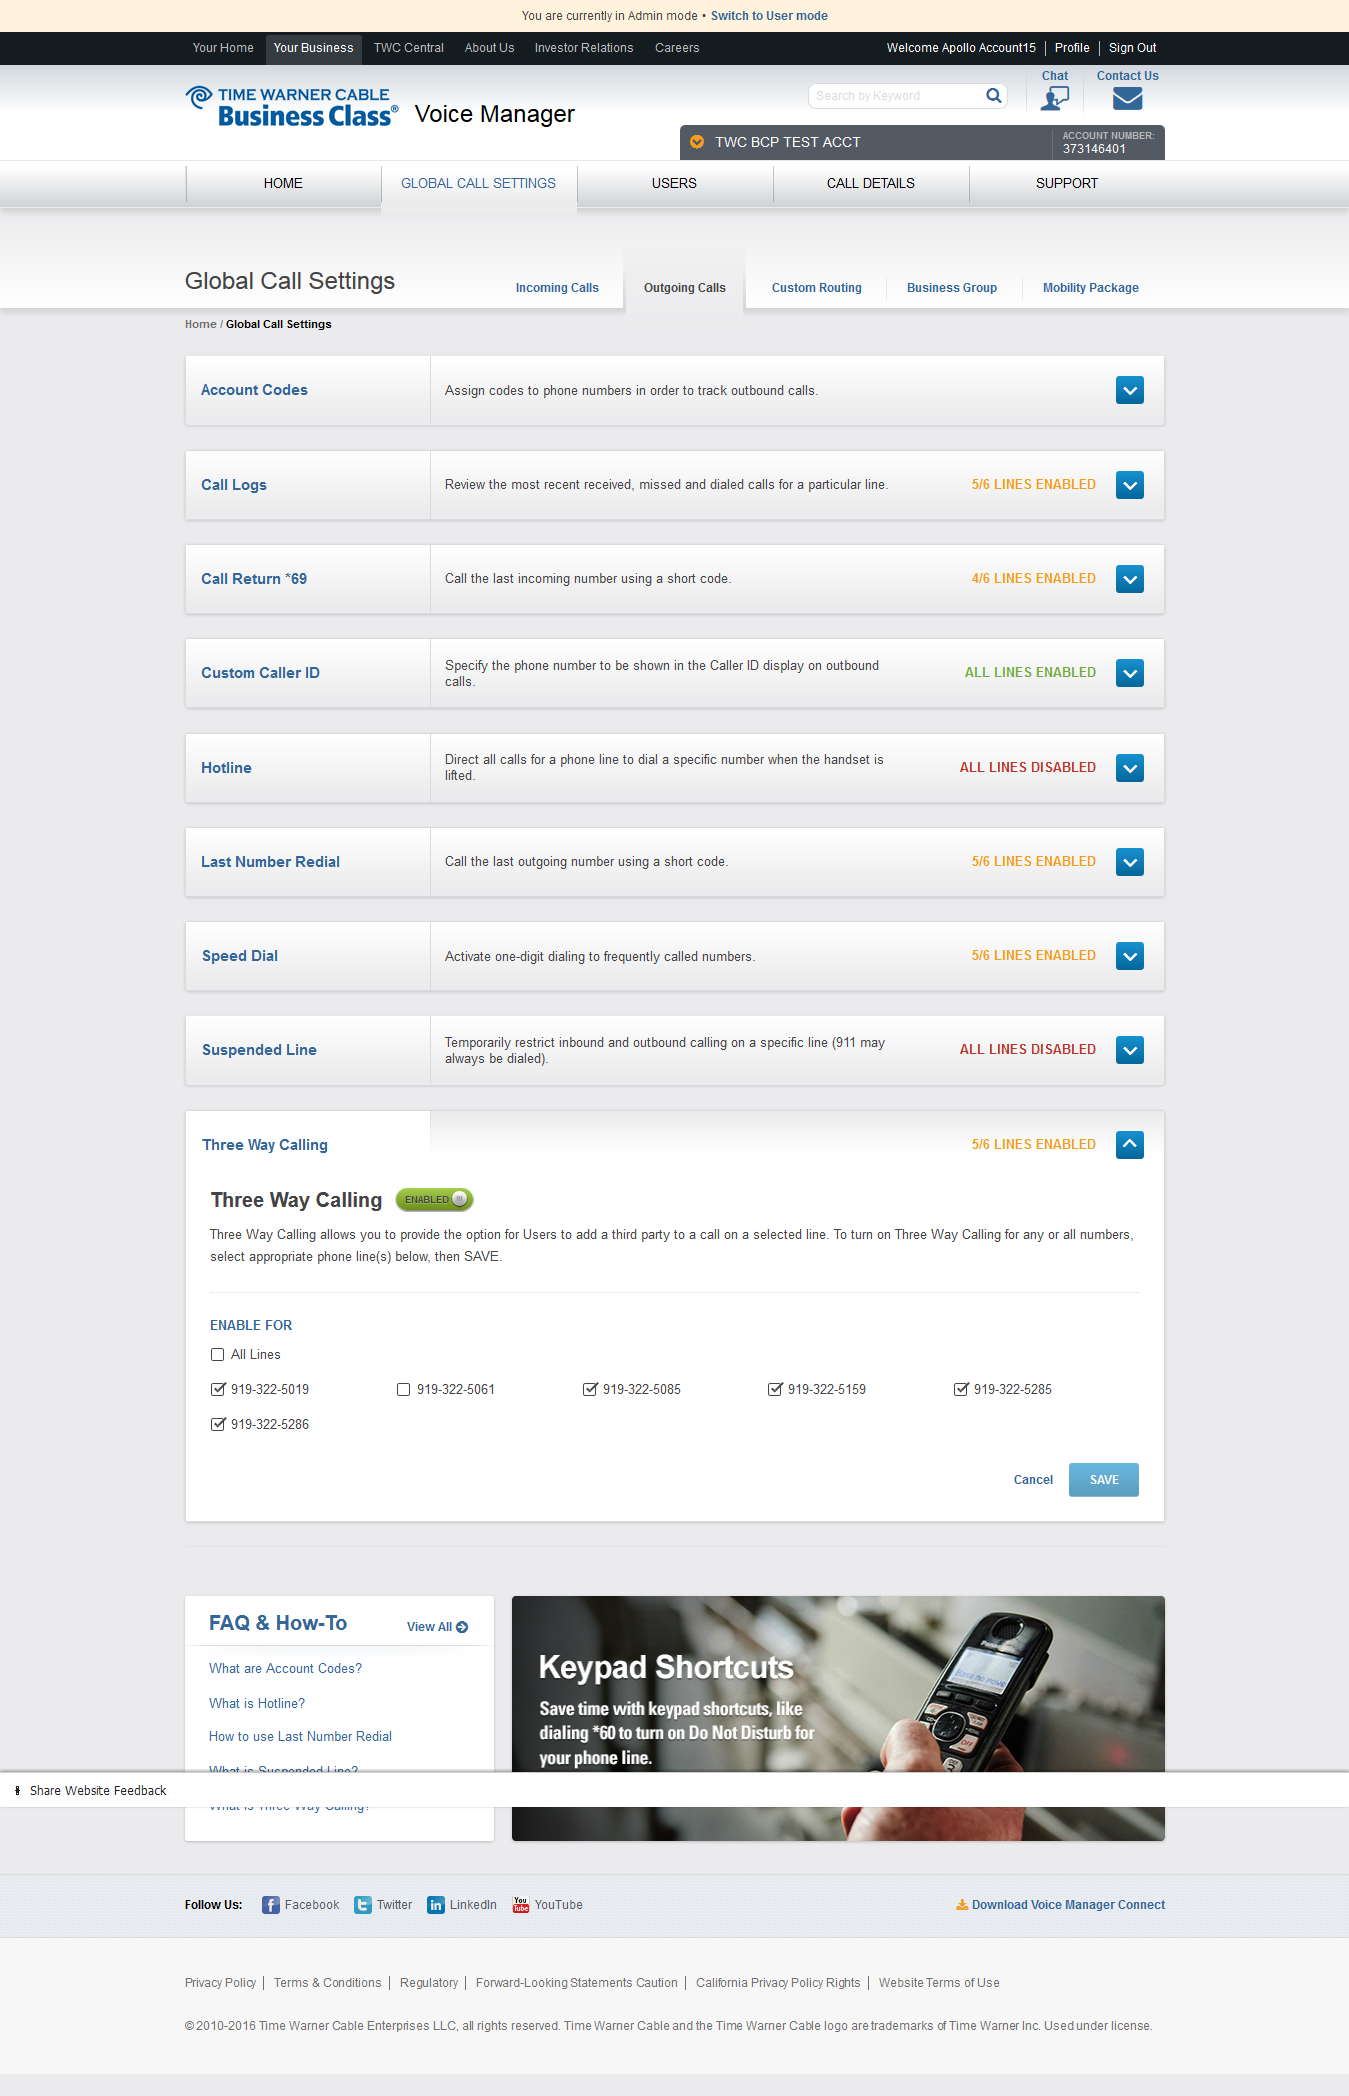 You are currently in Admin mode • Switch to User mode
Your Home Your Business TWC Central About Us Investor Relations Careers Welcome Apollo Account15 Profile Sign Out
Chat Contact Us
TIME WARNER CABLE
Business Class®
Voice Manager
Search by Keyword
TWC BCP TEST ACCT
ACCOUNT NUMBER:
373146401
HOME GLOBAL CALL SETTINGS USERS CALL DETAILS SUPPORT
Global Call Settings
Incoming Calls Outgoing Calls Custom Routing Business Group Mobility Package
Home / Global Call Settings
Account Codes
Assign codes to phone numbers in order to track outbound calls.
Call Logs
Review the most recent received, missed and dialed calls for a particular line.
5/6 LINES ENABLED
Call Return *69
Call the last incoming number using a short code.
4/6 LINES ENABLED
Custom Caller ID
Specify the phone number to be shown in the Caller ID display on outbound
calls.
ALL LINES ENABLED
Hotline
Direct all calls for a phone line to dial a specific number when the handset is
lifted.
ALL LINES DISABLED
Last Number Redial
Call the last outgoing number using a short code.
5/6 LINES ENABLED
Speed Dial
Activate one-digit dialing to frequently called numbers.
5/6 LINES ENABLED
Suspended Line
Temporarily restrict inbound and outbound calling on a specific line (911 may
always be dialed).
ALL LINES DISABLED
Three Way Calling
5/6 LINES ENABLED
Three Way Calling ENABLED
Three Way Calling allows you to provide the option for Users to add a third party to a call on a selected line. To turn on Three Way Calling for any or all numbers,
select appropriate phone line(s) below, then SAVE.
ENABLE FOR
All Lines
919-322-5019 919-322-5061 919-322-5085 919-322-5159 919-322-5285
919-322-5286
Cancel SAVE
FAQ & How-To View All
What are Account Codes?
What is Hotline?
How to use Last Number Redial
What is Suspended Line?
What is Three Way Calling?
Keypad Shortcuts
Save time with keypad shortcuts, like
dialing *60 to turn on Do Not Disturb for
your phone line.
Panasonic
Base no power
OFF
Share Website Feedback
Follow Us: Facebook Twitter LinkedIn You Tube YouTube Download Voice Manager Connect
Privacy Policy Terms & Conditions Regulatory Forward-Looking Statements Caution California Privacy Policy Rights Website Terms of Use
© 2010-2016 Time Warner Cable Enterprises LLC, all rights reserved. Time Warner Cable and the Time Warner Cable logo are trademarks of Time Warner Inc. Used under license.